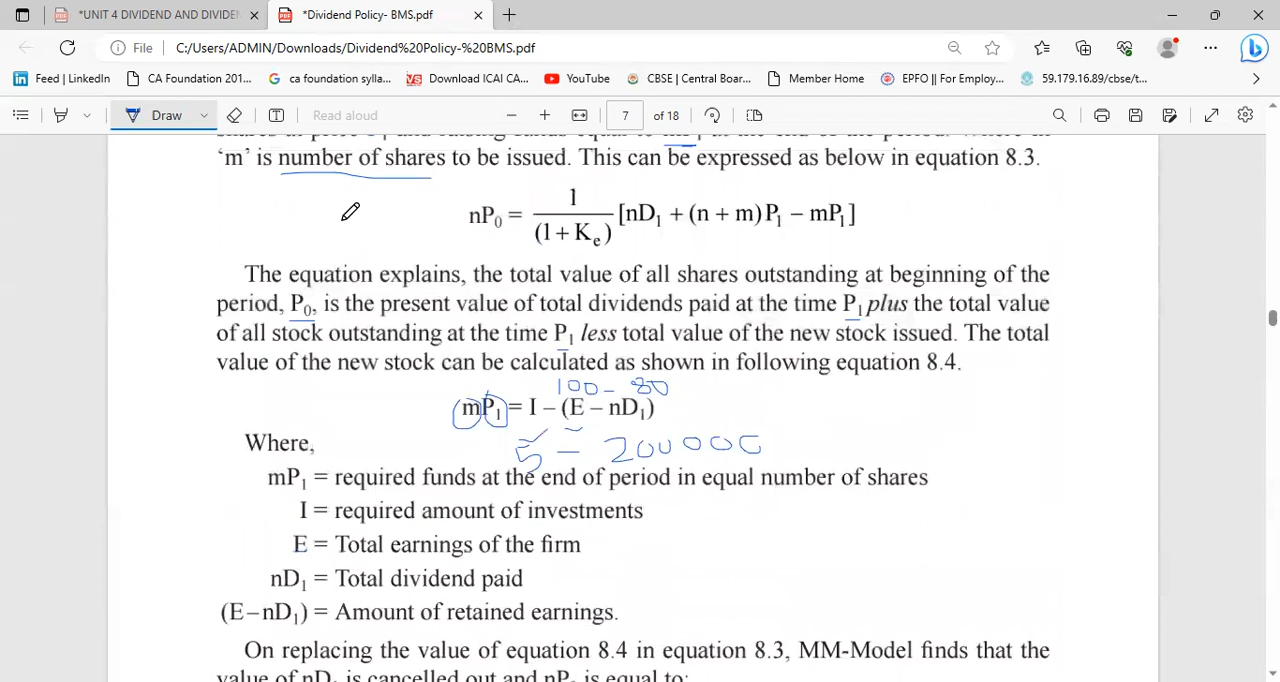 *UNIT 4 DIVIDEND AND DIVIDEN
*Dividend Policy- BMS.pdf
File C:/Users/ADMIN/Downloads/Dividend%20Policy-%20BMS.pdf
Feed | LinkedIn CA Foundation 201... ca foundation sylla... Download ICAI CA... YouTube CBSE | Central Boar... Member Home EPFO || For Employ... 59.179.16.89/cbse/t...
Draw Read aloud 7 of 18
‘m’ is number of shares to be issued. This can be expressed as below in equation 8.3.
nP₀ = 1/(1 + Kₑ) [nD₁ + (n + m) P₁ − mP₁]
The equation explains, the total value of all shares outstanding at beginning of the
period, P₀, is the present value of total dividends paid at the time P₁ plus the total value
of all stock outstanding at the time P₁ less total value of the new stock issued. The total
value of the new stock can be calculated as shown in following equation 8.4.
100 – 80
mP₁ = I – (E – nD₁)
Where,
5 – 200000
mP₁ = required funds at the end of period in equal number of shares
I = required amount of investments
E = Total earnings of the firm
nD₁ = Total dividend paid
(E–nD₁) = Amount of retained earnings.
On replacing the value of equation 8.4 in equation 8.3, MM-Model finds that the